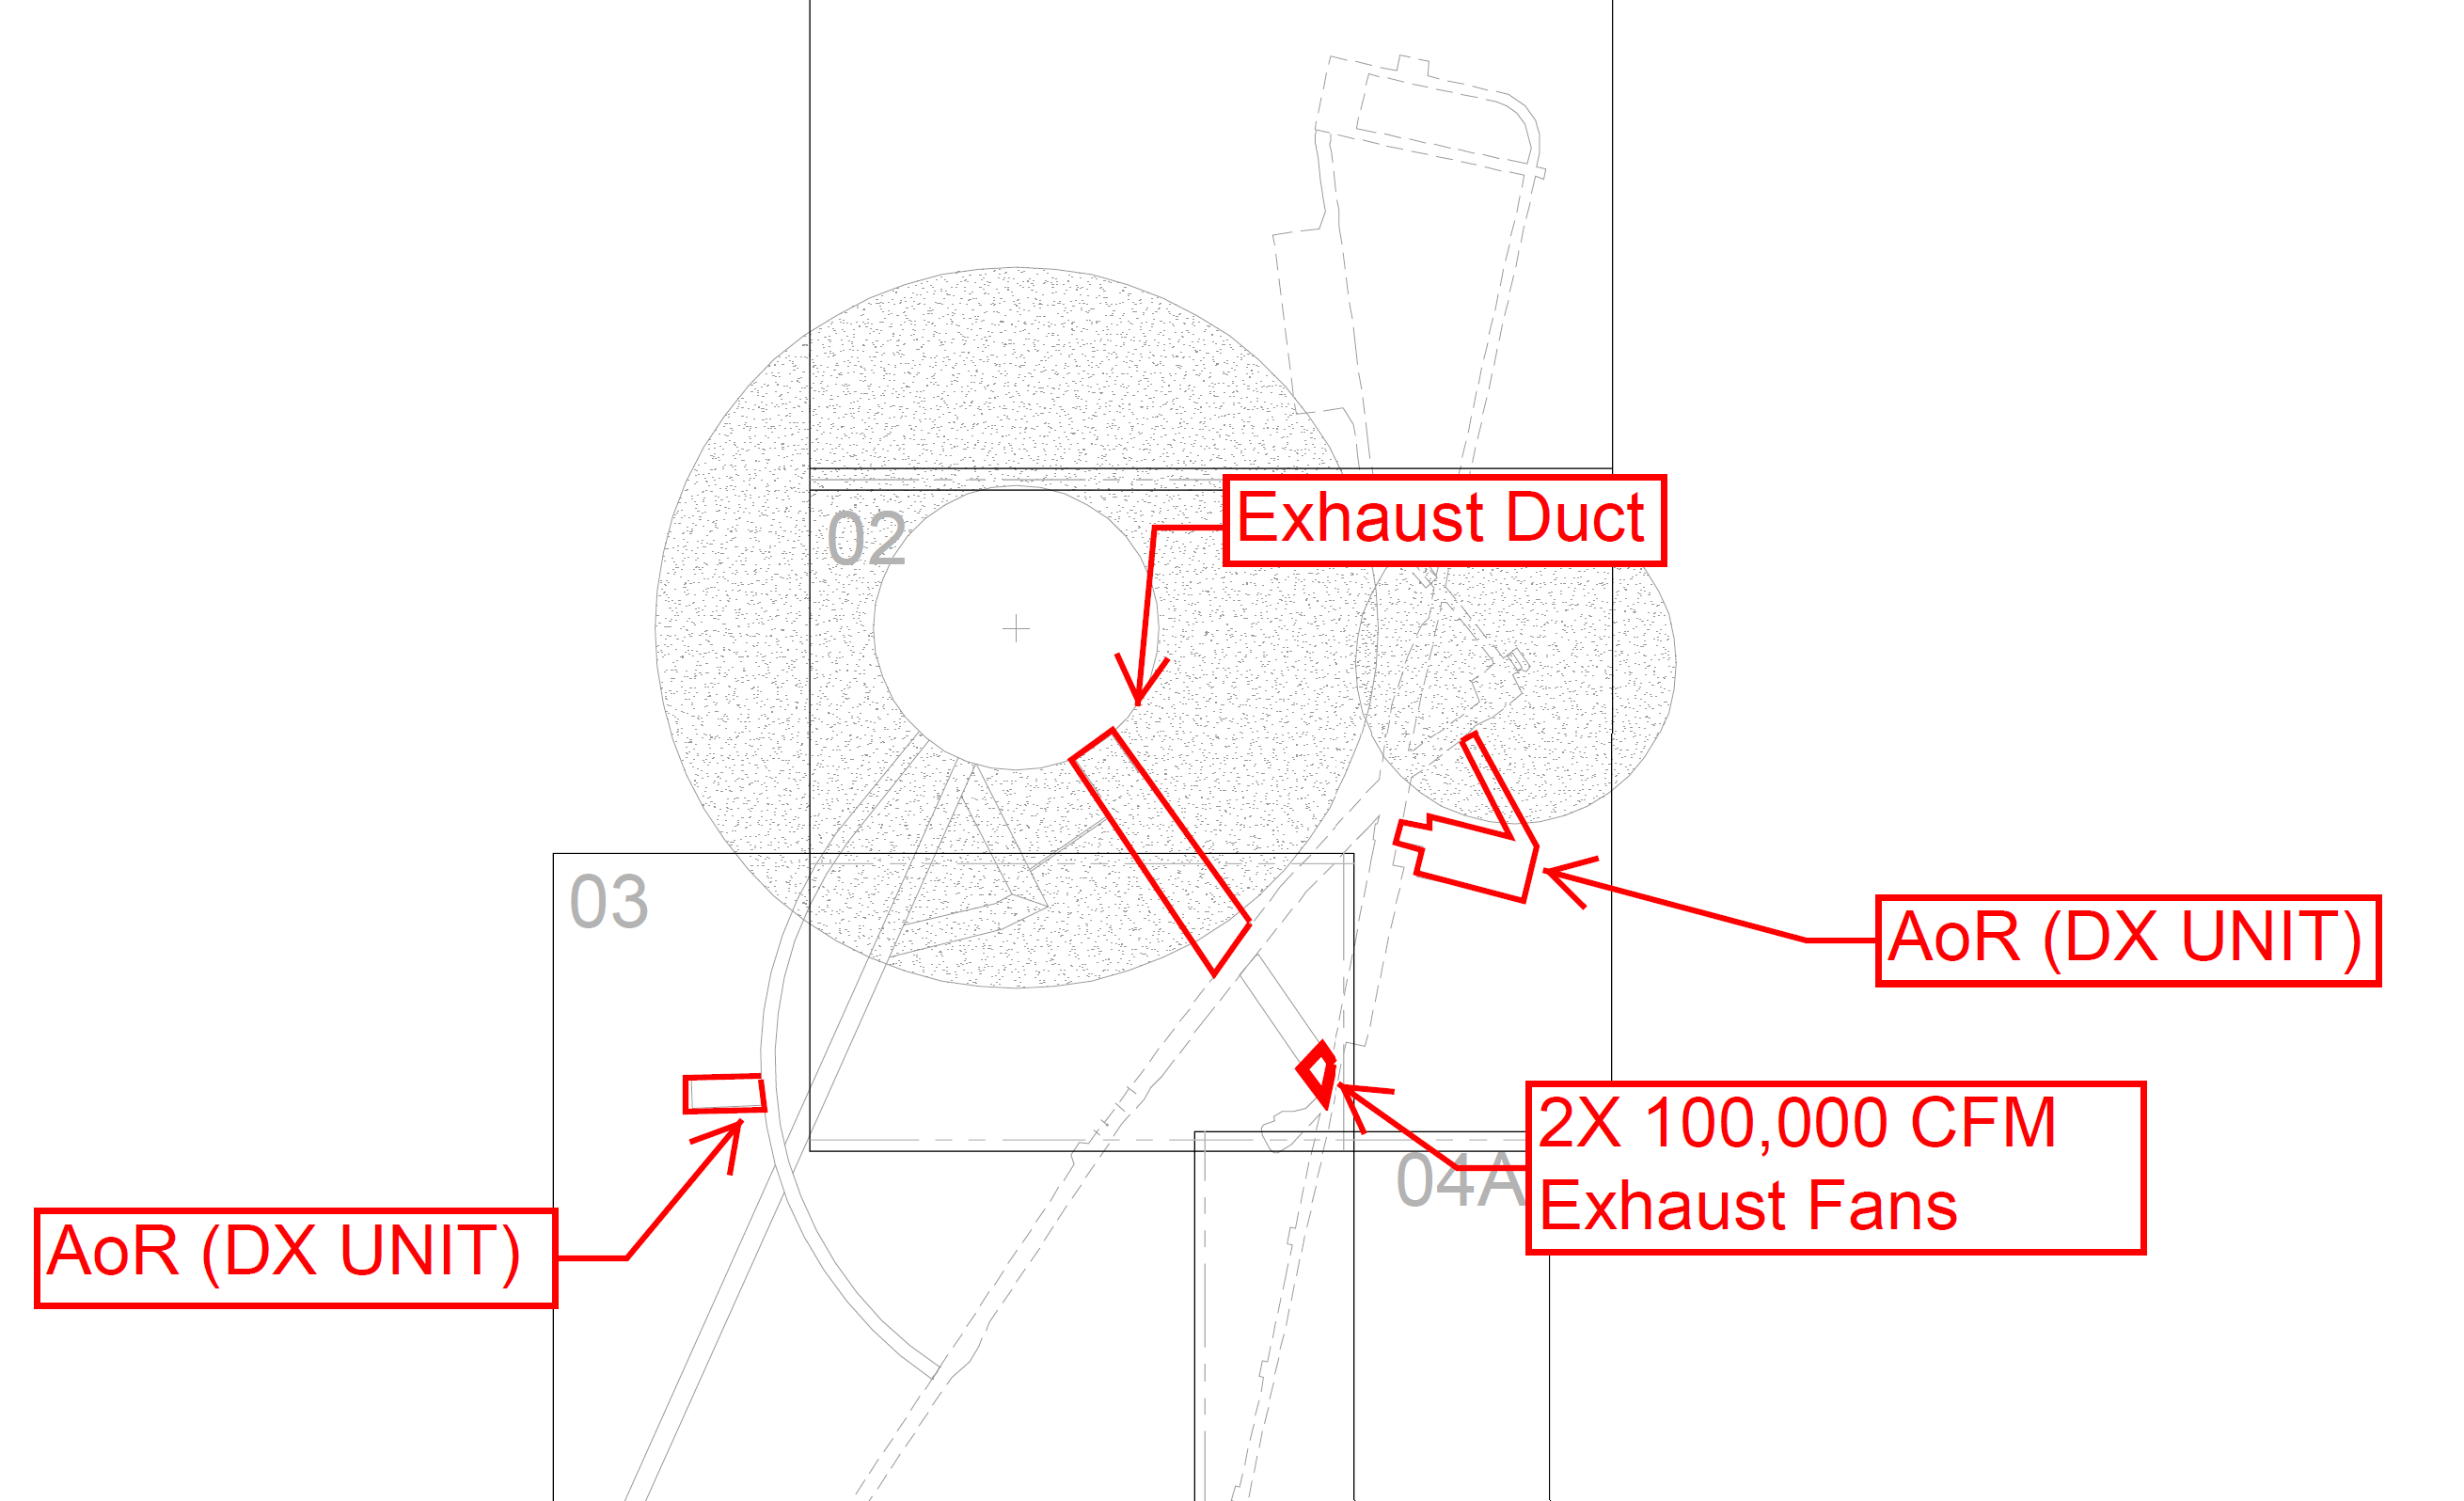 Exhaust Duct
02
03
AoR (DX UNIT)
2X 100,000 CFM
Exhaust Fans
04A
AoR (DX UNIT)